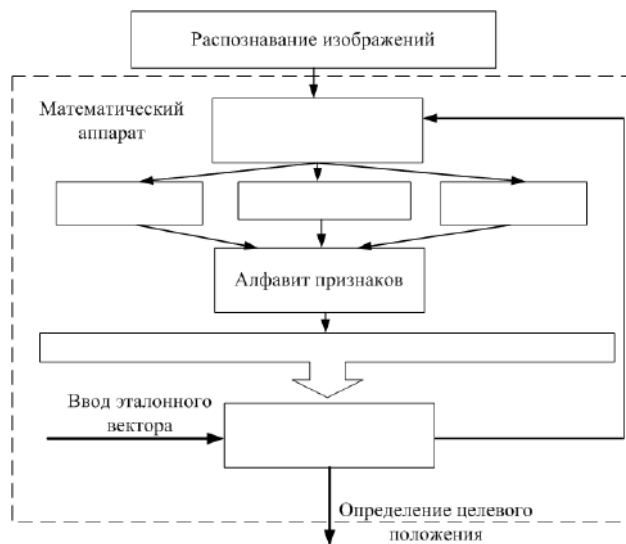 Распознавание изображений
Математический
аппарат
Алфавит признаков
Ввод эталонного
вектора
Определение целевого
положения